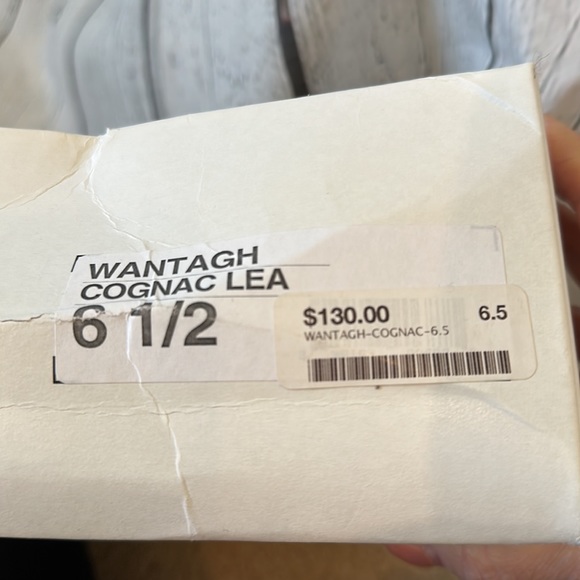 WANTAGH
COGNAC LEA
6 1/2
$130.00 6.5
WANTAGH-COGNAC-6.5